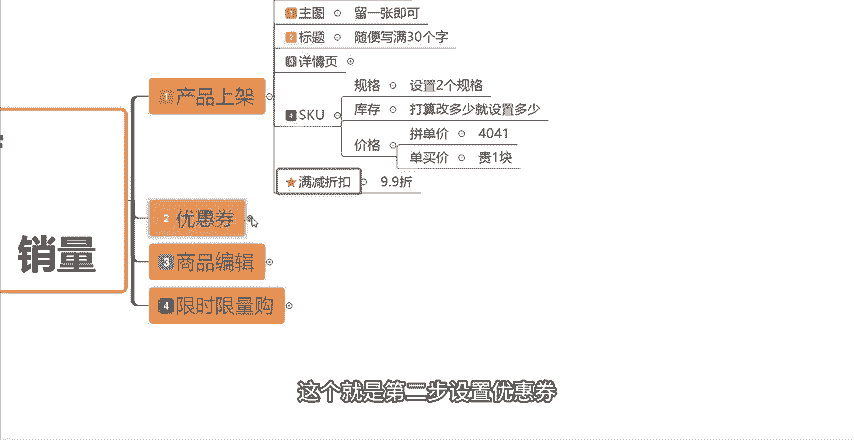 1 主图 留一张即可
2 标题 随便写满30个字
3 详情页
1 产品上架
规格 设置2个规格
4 SKU
库存 打算改多少就设置多少
拼单价 4041
价格
单买价 贵1块
满减折扣 9.9折
2 优惠券
销量
3 商品编辑
4 限时限量购
这个就是第二步设置优惠券